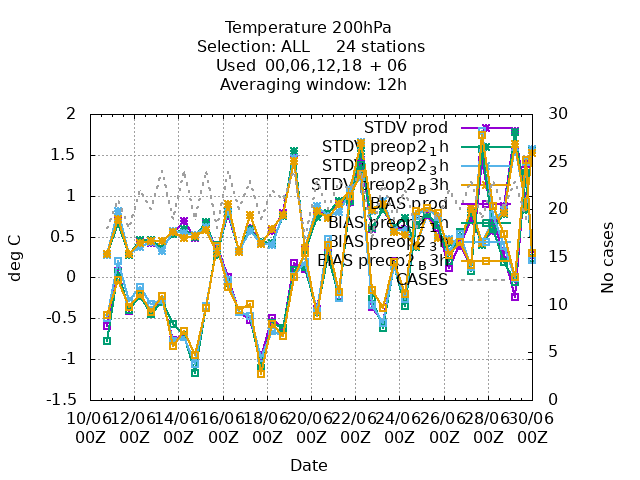 Temperature 200hPa
Selection: ALL 24 stations
Used 00,06,12,18 + 06
Averaging window: 12h
STDV prod
STDV preop2_1h
STDV preop2_3h
STDV preop2_B3h
BIAS prod
BIAS preop2_1h
BIAS preop2_3h
BIAS preop2_B3h
CASES
deg C
2
1.5
1
0.5
0
-0.5
-1
-1.5
No cases
30
25
20
15
10
5
0
10/06 12/06 14/06 16/06 18/06 20/06 22/06 24/06 26/06 28/06 30/06
00Z 00Z 00Z 00Z 00Z 00Z 00Z 00Z 00Z 00Z 00Z
Date